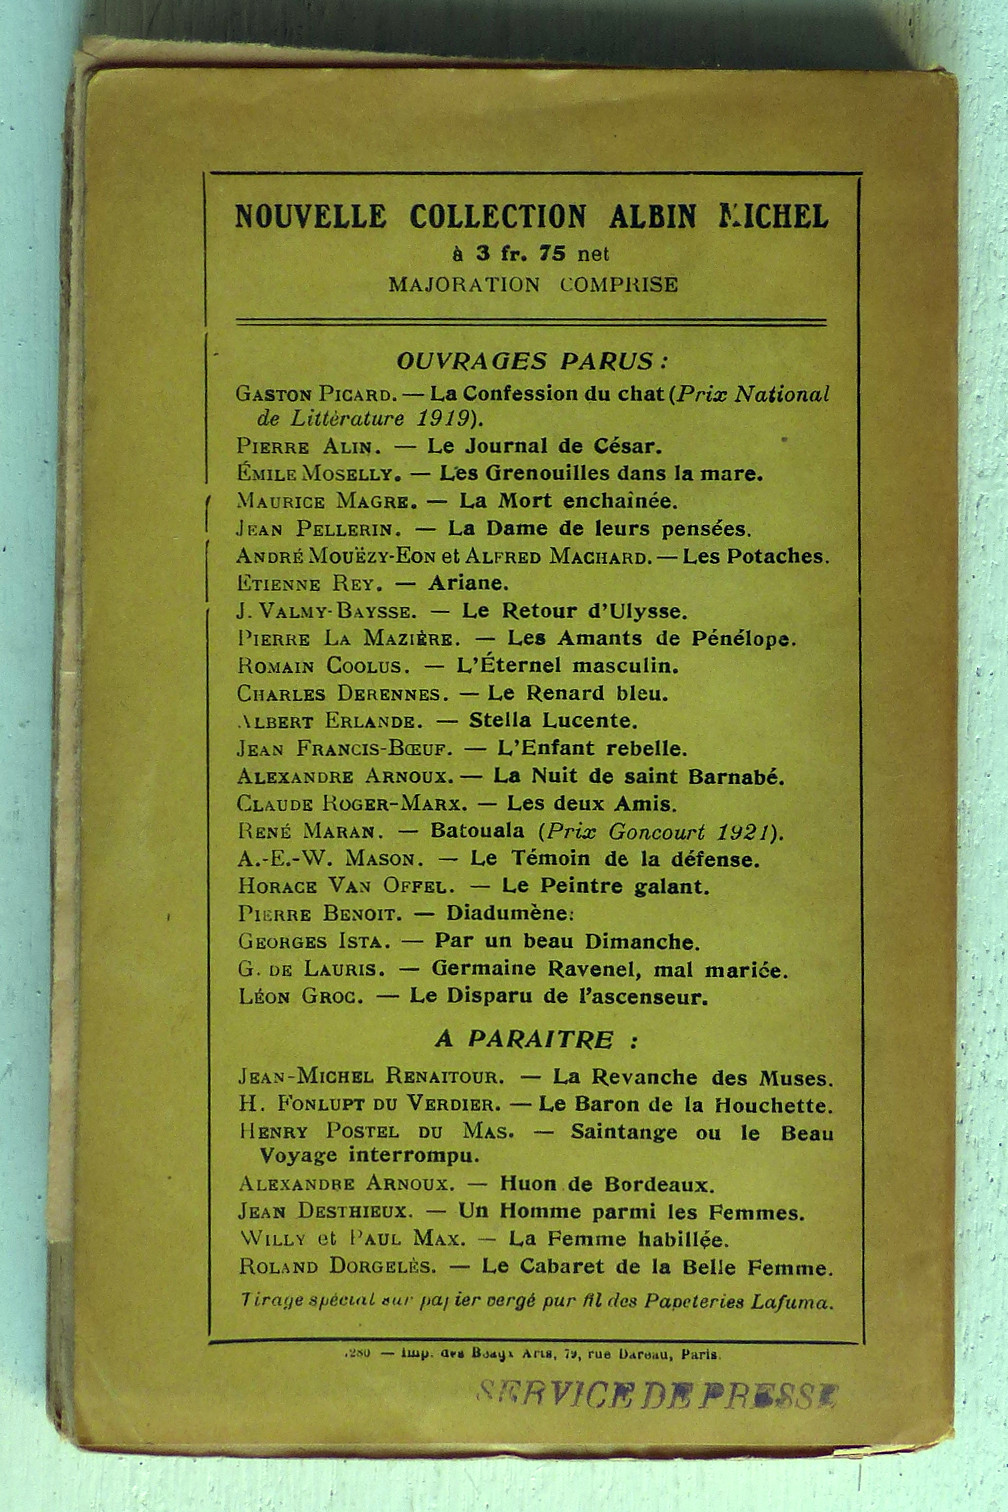 NOUVELLE COLLECTION ALBIN MICHEL
à 3 fr. 75 net
MAJORATION COMPRISE
OUVRAGES PARUS :
GASTON PICARD. — La Confession du chat (Prix National
de Littérature 1919).
PIERRE ALIN. — Le Journal de César.
ÉMILE MOSELLY. — Les Grenouilles dans la mare.
MAURICE MAGRE. — La Mort enchaînée.
JEAN PELLERIN. — La Dame de leurs pensées.
ANDRÉ MOUËZY-EON et ALFRED MACHARD. — Les Potaches.
ETIENNE REY. — Ariane.
J. VALMY-BAYSSE. — Le Retour d'Ulysse.
PIERRE LA MAZIÈRE. — Les Amants de Pénélope.
ROMAIN COOLUS. — L'Éternel masculin.
CHARLES DERENNES. — Le Renard bleu.
ALBERT ERLANDE. — Stella Lucente.
JEAN FRANCIS-BŒUF. — L'Enfant rebelle.
ALEXANDRE ARNOUX. — La Nuit de saint Barnabé.
CLAUDE ROGER-MARX. — Les deux Amis.
RENÉ MARAN. — Batouala (Prix Goncourt 1921).
A.-E.-W. MASON. — Le Témoin de la défense.
HORACE VAN OFFEL. — Le Peintre galant.
PIERRE BENOIT. — Diadumène.
GEORGES ISTA. — Par un beau Dimanche.
G. DE LAURIS. — Germaine Ravenel, mal mariée.
LÉON GROC. — Le Disparu de l'ascenseur.
A PARAITRE :
JEAN-MICHEL RENAITOUR. — La Revanche des Muses.
H. FONLUPT DU VERDIER. — Le Baron de la Houchette.
HENRY POSTEL DU MAS. — Saintange ou le Beau
Voyage interrompu.
ALEXANDRE ARNOUX. — Huon de Bordeaux.
JEAN DESTHIEUX. — Un Homme parmi les Femmes.
WILLY et PAUL MAX. — La Femme habillée.
ROLAND DORGELÈS. — Le Cabaret de la Belle Femme.
Tirage spécial sur papier vergé pur fil des Papeteries Lafuma.
— Imp. des Beaux Arts, 79, rue Dareau, Paris.
SERVICE DE PRESSE